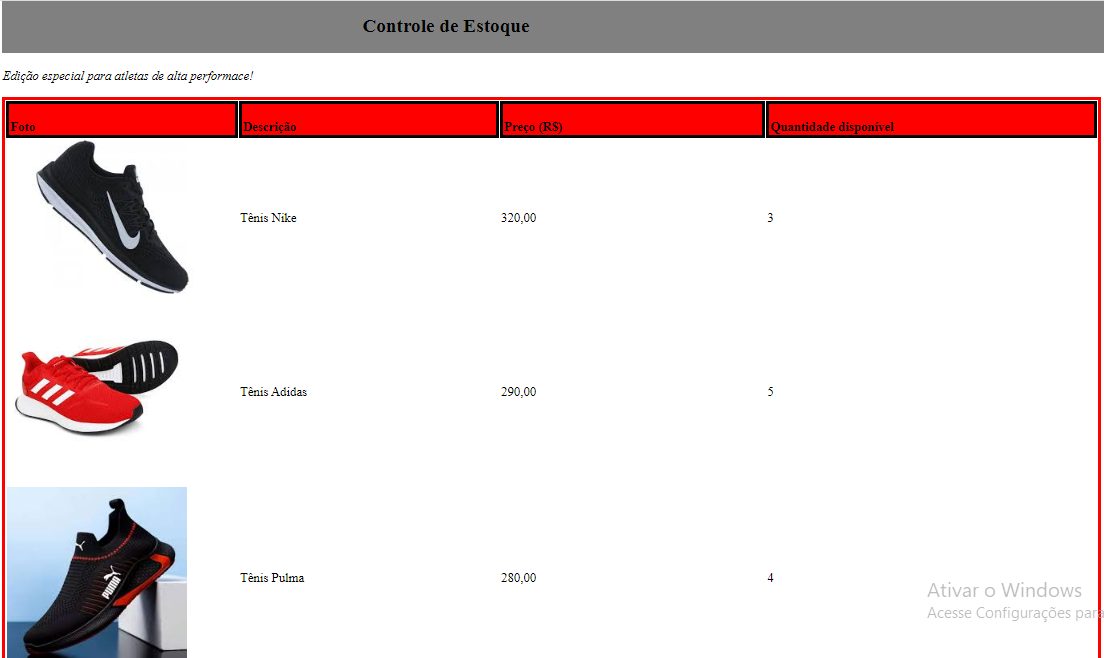 Controle de Estoque
Edição especial para atletas de alta performace!
Foto Descrição Preço (R$) Quantidade disponível
Tênis Nike 320,00 3
Tênis Adidas 290,00 5
PUMA
Tênis Pulma 280,00 4
Ativar o Windows
Acesse Configurações para